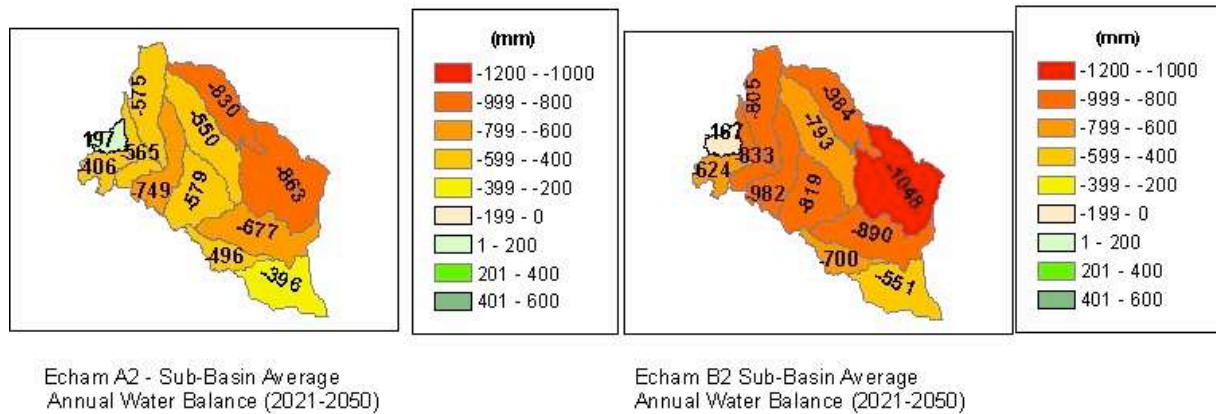 -575
-830
-550
197
-565
-406
-749
-579
-863
-677
-496
-396
(mm)
-1200 - -1000
-999 - -800
-799 - -600
-599 - -400
-399 - -200
-199 - 0
1 - 200
201 - 400
401 - 600
-805
-984
-793
-167
-833
-624
-982
-819
-1048
-890
-700
-551
(mm)
-1200 - -1000
-999 - -800
-799 - -600
-599 - -400
-399 - -200
-199 - 0
1 - 200
201 - 400
401 - 600
Echam A2 - Sub-Basin Average
Annual Water Balance (2021-2050)
Echam B2 Sub-Basin Average
Annual Water Balance (2021-2050)